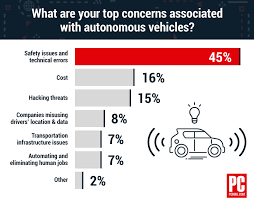 What are your top concerns associated
with autonomous vehicles?
Safety issues and
technical errors
45%
Cost
16%
Hacking threats
15%
Companies misusing
drivers' location & data
8%
Transportation
infrastructure issues
7%
Automating and
eliminating human jobs
7%
Other
2%
PC